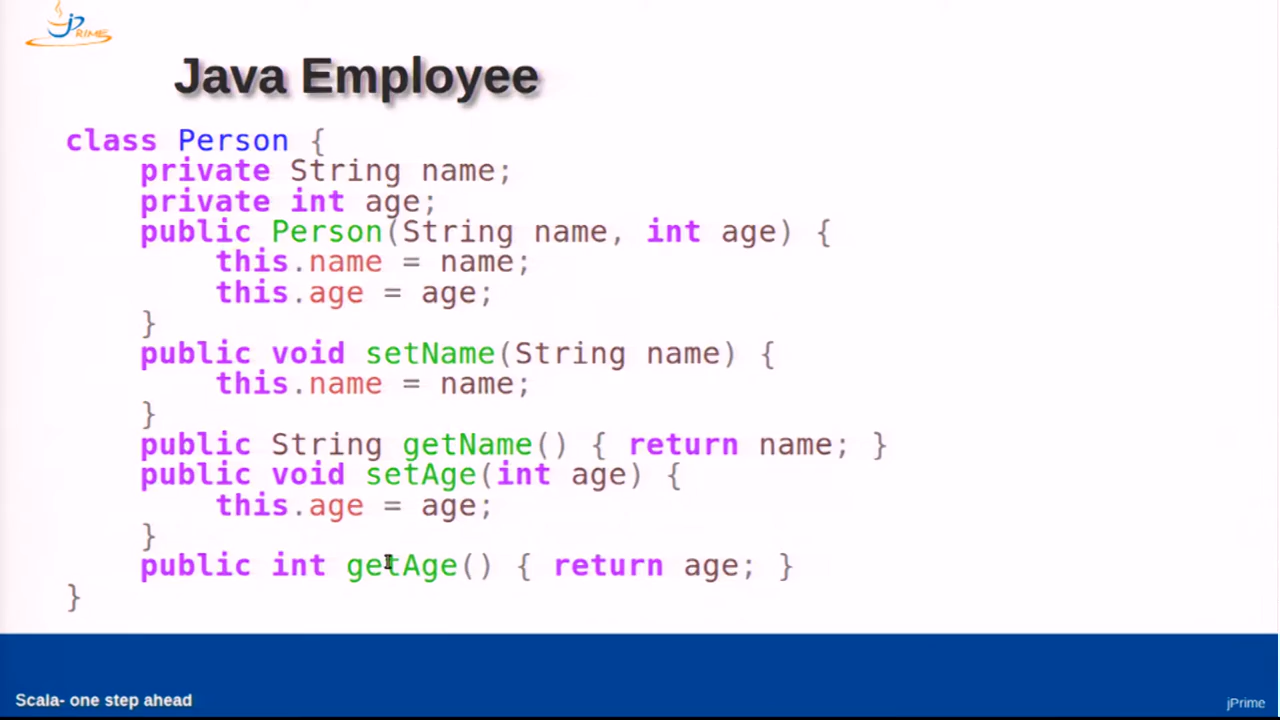 jPRIME
Java Employee
class Person {
    private String name;
    private int age;
    public Person(String name, int age) {
        this.name = name;
        this.age = age;
    }
    public void setName(String name) {
        this.name = name;
    }
    public String getName() { return name; }
    public void setAge(int age) {
        this.age = age;
    }
    public int getAge() { return age; }
}
Scala- one step ahead
jPrime